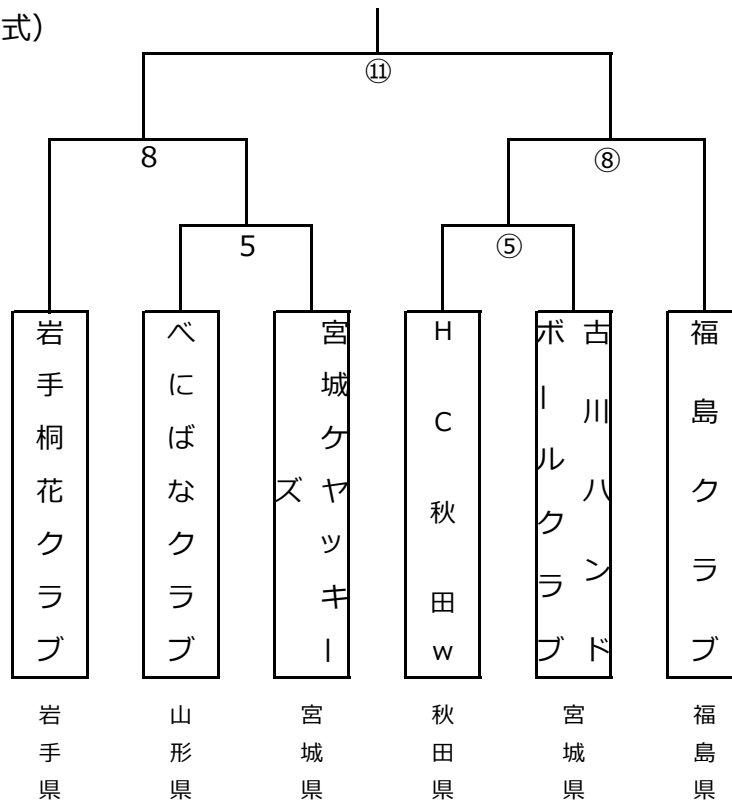 式)
⑪
8
⑧
5
⑤
岩手桐花クラブ
べにばなクラブ
宮城ケヤッキー
ズ
HC秋田w
古川ハンド
ボールクラブ
福島クラブ
岩手県
山形県
宮城県
秋田県
宮城県
福島県